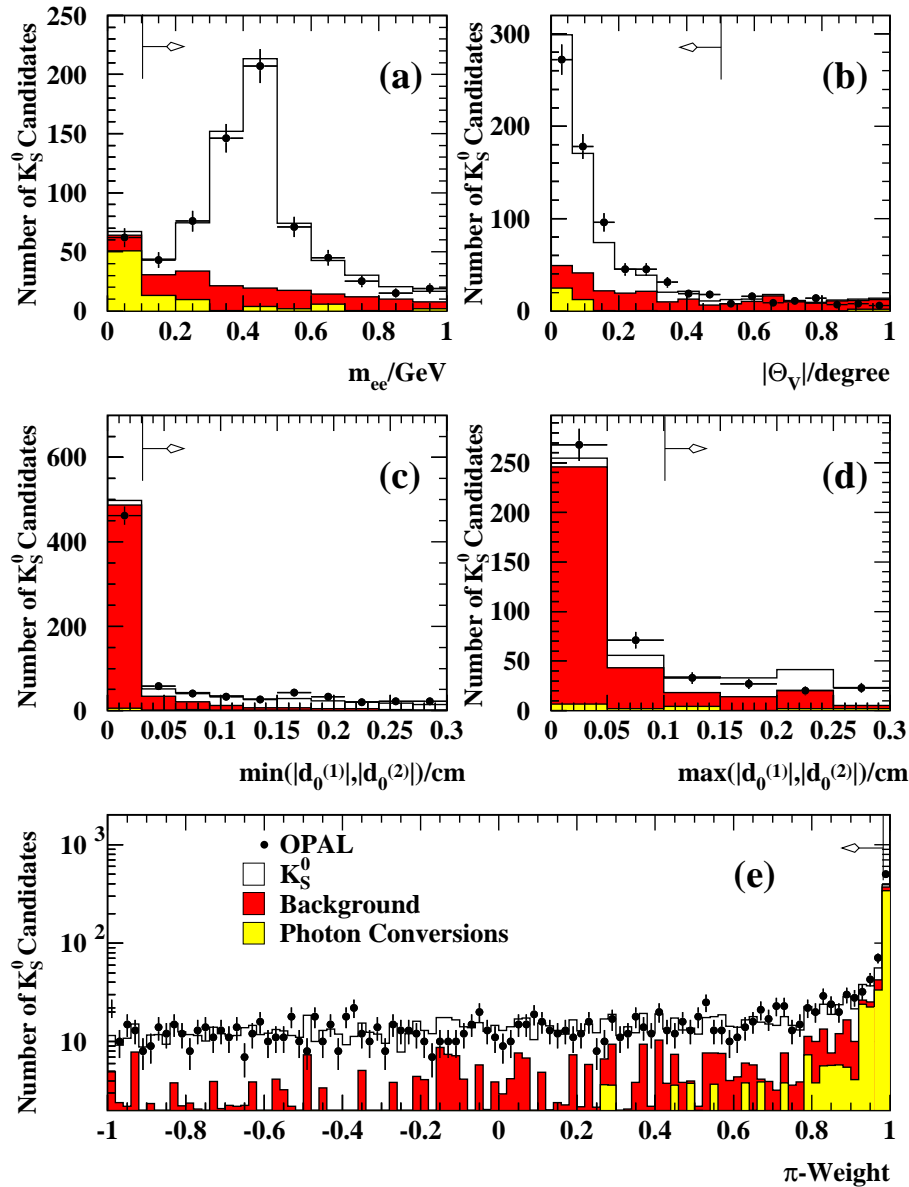 Number of K_S^0 Candidates
250
200
150
100
50
0
(a)
0 0.2 0.4 0.6 0.8 1
m_ee/GeV
Number of K_S^0 Candidates
300
200
100
0
(b)
0 0.2 0.4 0.6 0.8 1
|Θ_V|/degree
Number of K_S^0 Candidates
600
400
200
0
(c)
0 0.05 0.1 0.15 0.2 0.25 0.3
min(|d_0^(1)|,|d_0^(2)|)/cm
Number of K_S^0 Candidates
250
200
150
100
50
0
(d)
0 0.05 0.1 0.15 0.2 0.25 0.3
max(|d_0^(1)|,|d_0^(2)|)/cm
Number of K_S^0 Candidates
10^3
10^2
10
OPAL
K_S^0
Background
Photon Conversions
(e)
-1 -0.8 -0.6 -0.4 -0.2 0 0.2 0.4 0.6 0.8 1
π-Weight